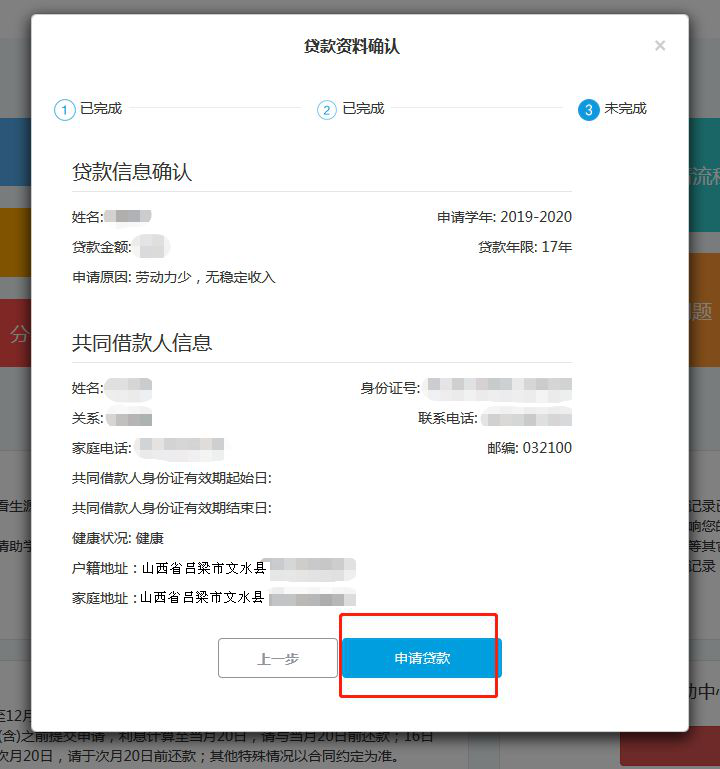 贷款资料确认
×
1 已完成
2 已完成
3 未完成
贷款信息确认
姓名:
申请学年: 2019-2020
贷款金额:
贷款年限: 17年
申请原因: 劳动力少，无稳定收入
共同借款人信息
姓名:
身份证号:
关系:
联系电话:
家庭电话:
邮编: 032100
共同借款人身份证有效期起始日:
共同借款人身份证有效期结束日:
健康状况: 健康
户籍地址：山西省吕梁市文水县
家庭地址：山西省吕梁市文水县
上一步
申请贷款
流程
题
分
看生源
请助学
记录
响您的
等其它
记录
助中心
至12月
(含)之前提交申请，利息计算至当月20日，请与当月20日前还款；16日
次月20日，请于次月20日前还款；其他特殊情况以合同约定为准。